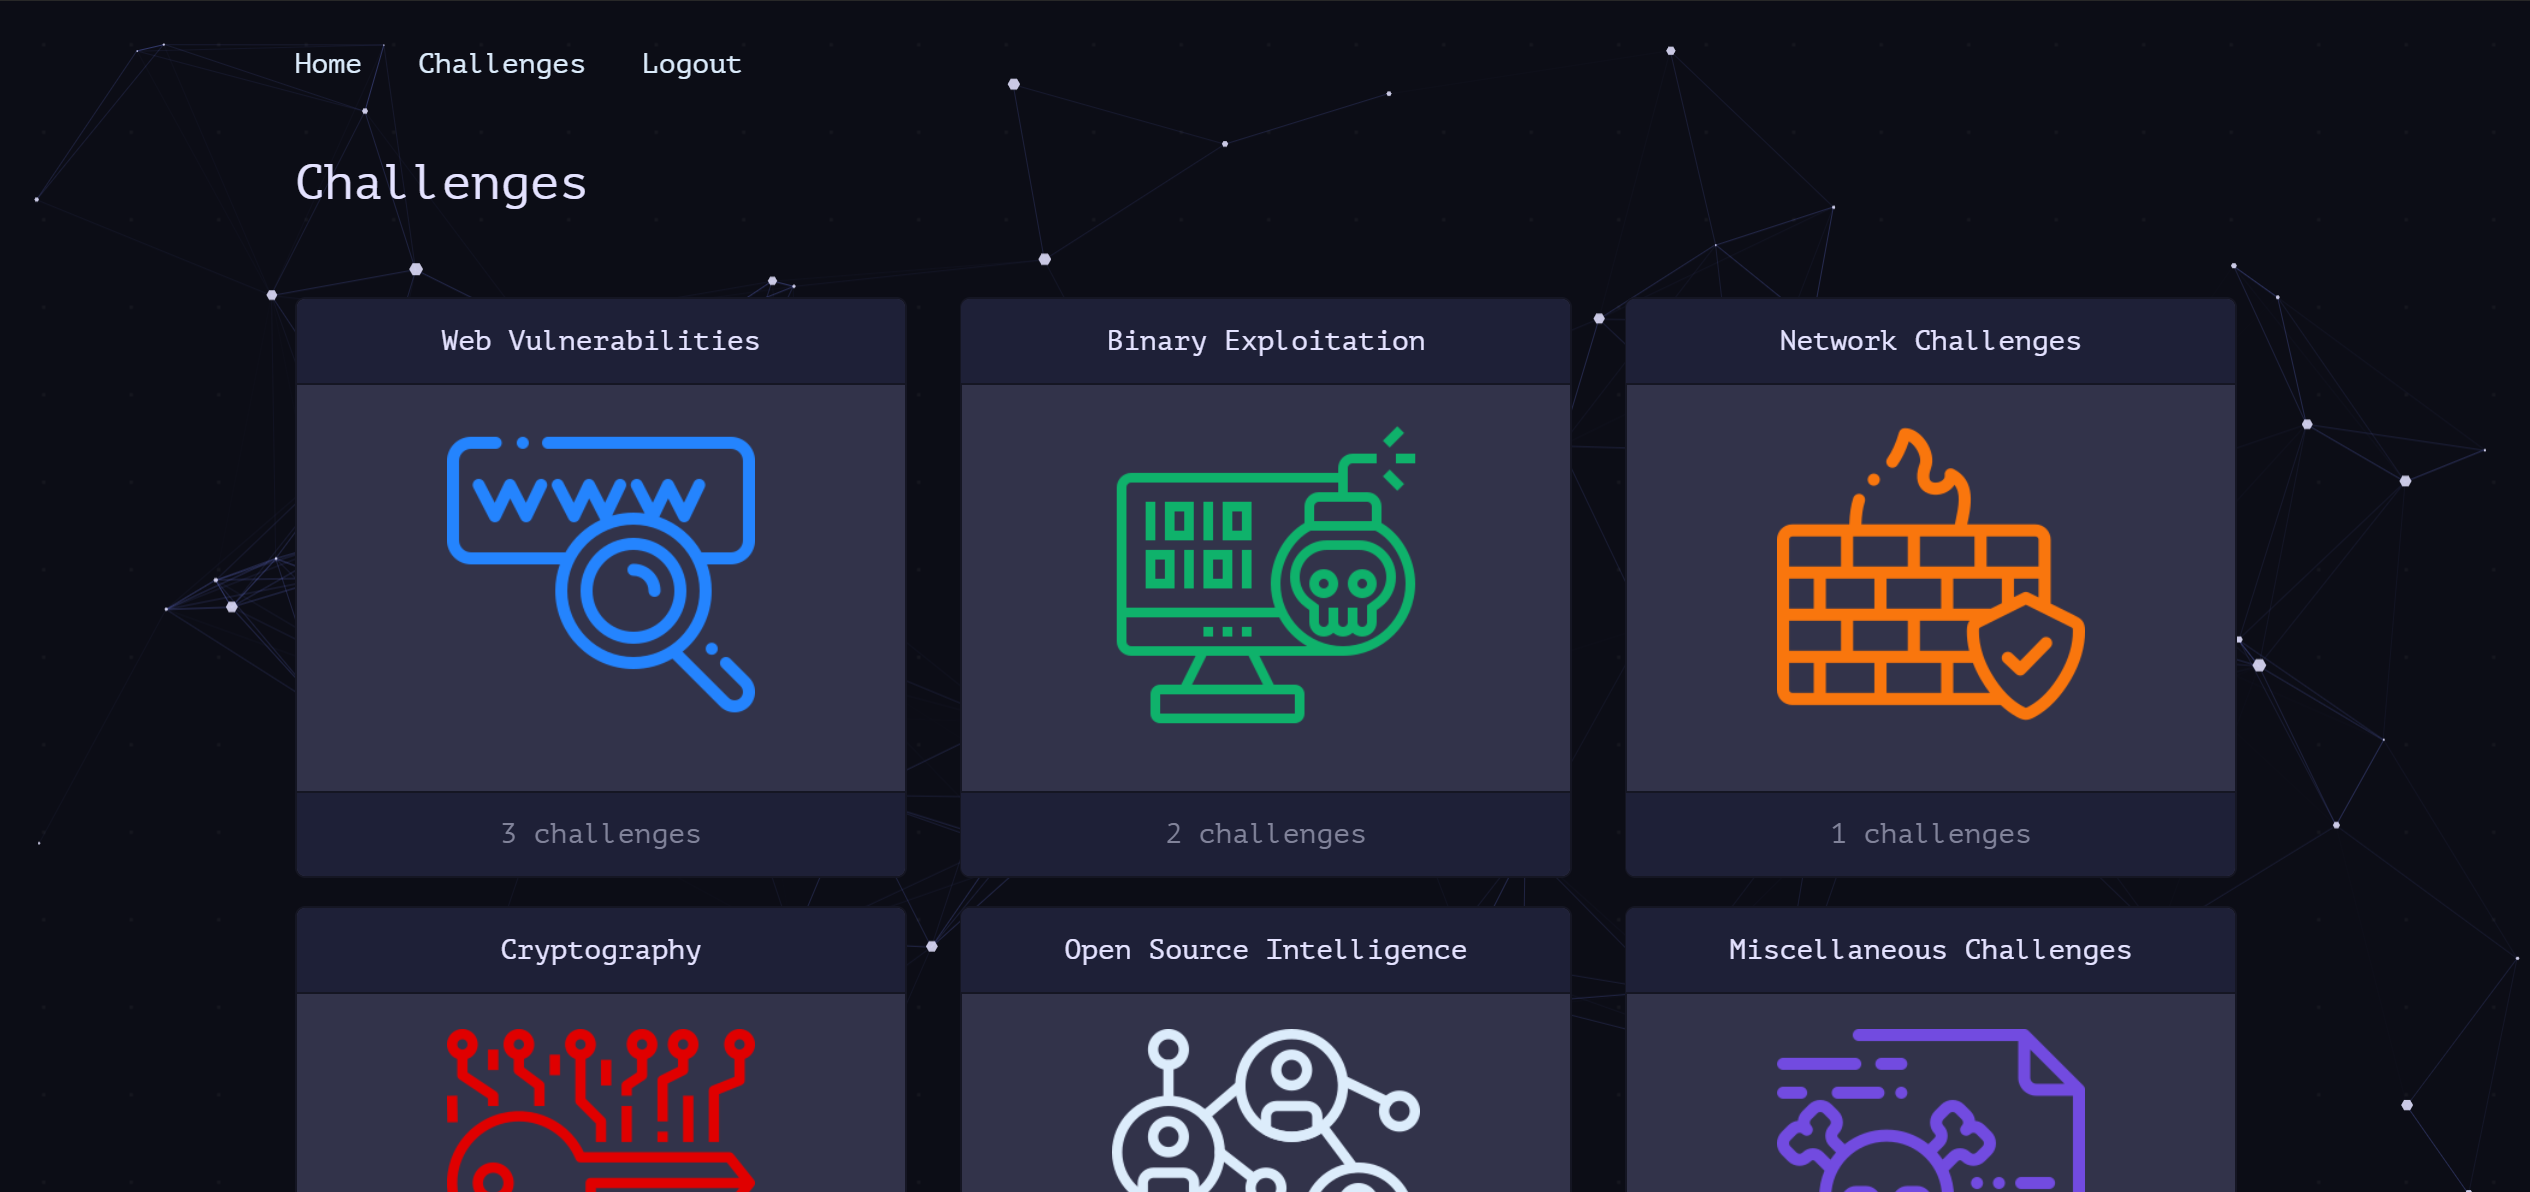 Home Challenges Logout
Challenges
Web Vulnerabilities
Binary Exploitation
Network Challenges
WWW
1010
0101
3 challenges
2 challenges
1 challenges
Cryptography
Open Source Intelligence
Miscellaneous Challenges